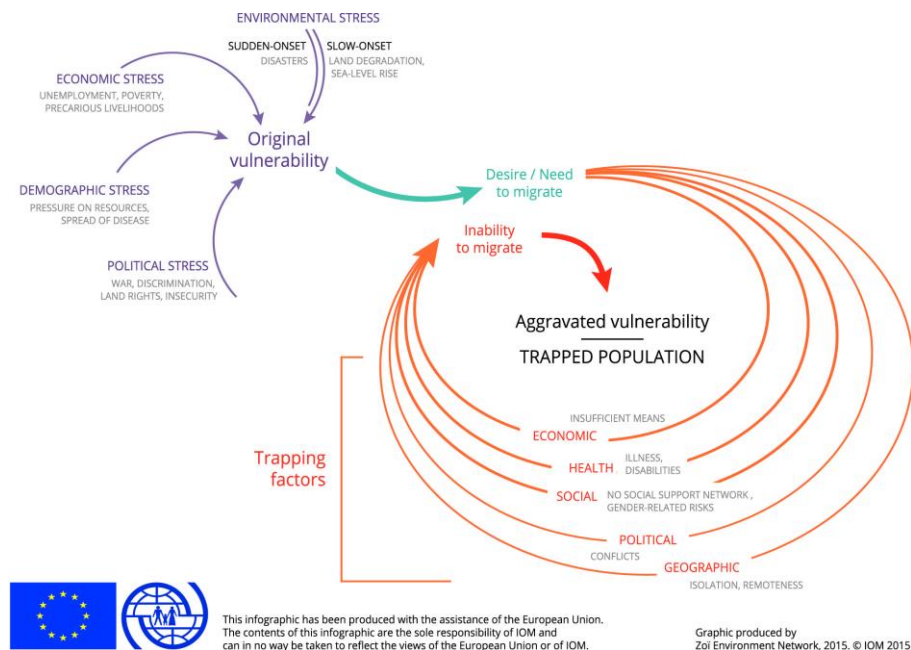 ENVIRONMENTAL STRESS
SUDDEN-ONSET
DISASTERS
SLOW-ONSET
LAND DEGRADATION,
SEA-LEVEL RISE
ECONOMIC STRESS
UNEMPLOYMENT, POVERTY,
PRECARIOUS LIVELIHOODS
Original
vulnerability
DEMOGRAPHIC STRESS
PRESSURE ON RESOURCES,
SPREAD OF DISEASE
POLITICAL STRESS
WAR, DISCRIMINATION,
LAND RIGHTS, INSECURITY
Desire / Need
to migrate
Inability
to migrate
Aggravated vulnerability
TRAPPED POPULATION
Trapping
factors
INSUFFICIENT MEANS
ECONOMIC
HEALTH
ILLNESS,
DISABILITIES
SOCIAL
NO SOCIAL SUPPORT NETWORK ,
GENDER-RELATED RISKS
POLITICAL
CONFLICTS
GEOGRAPHIC
ISOLATION, REMOTENESS
This infographic has been produced with the assistance of the European Union.
The contents of this infographic are the sole responsibility of IOM and
can in no way be taken to reflect the views of the European Union or of IOM.
Graphic produced by
Zoï Environment Network, 2015. © IOM 2015